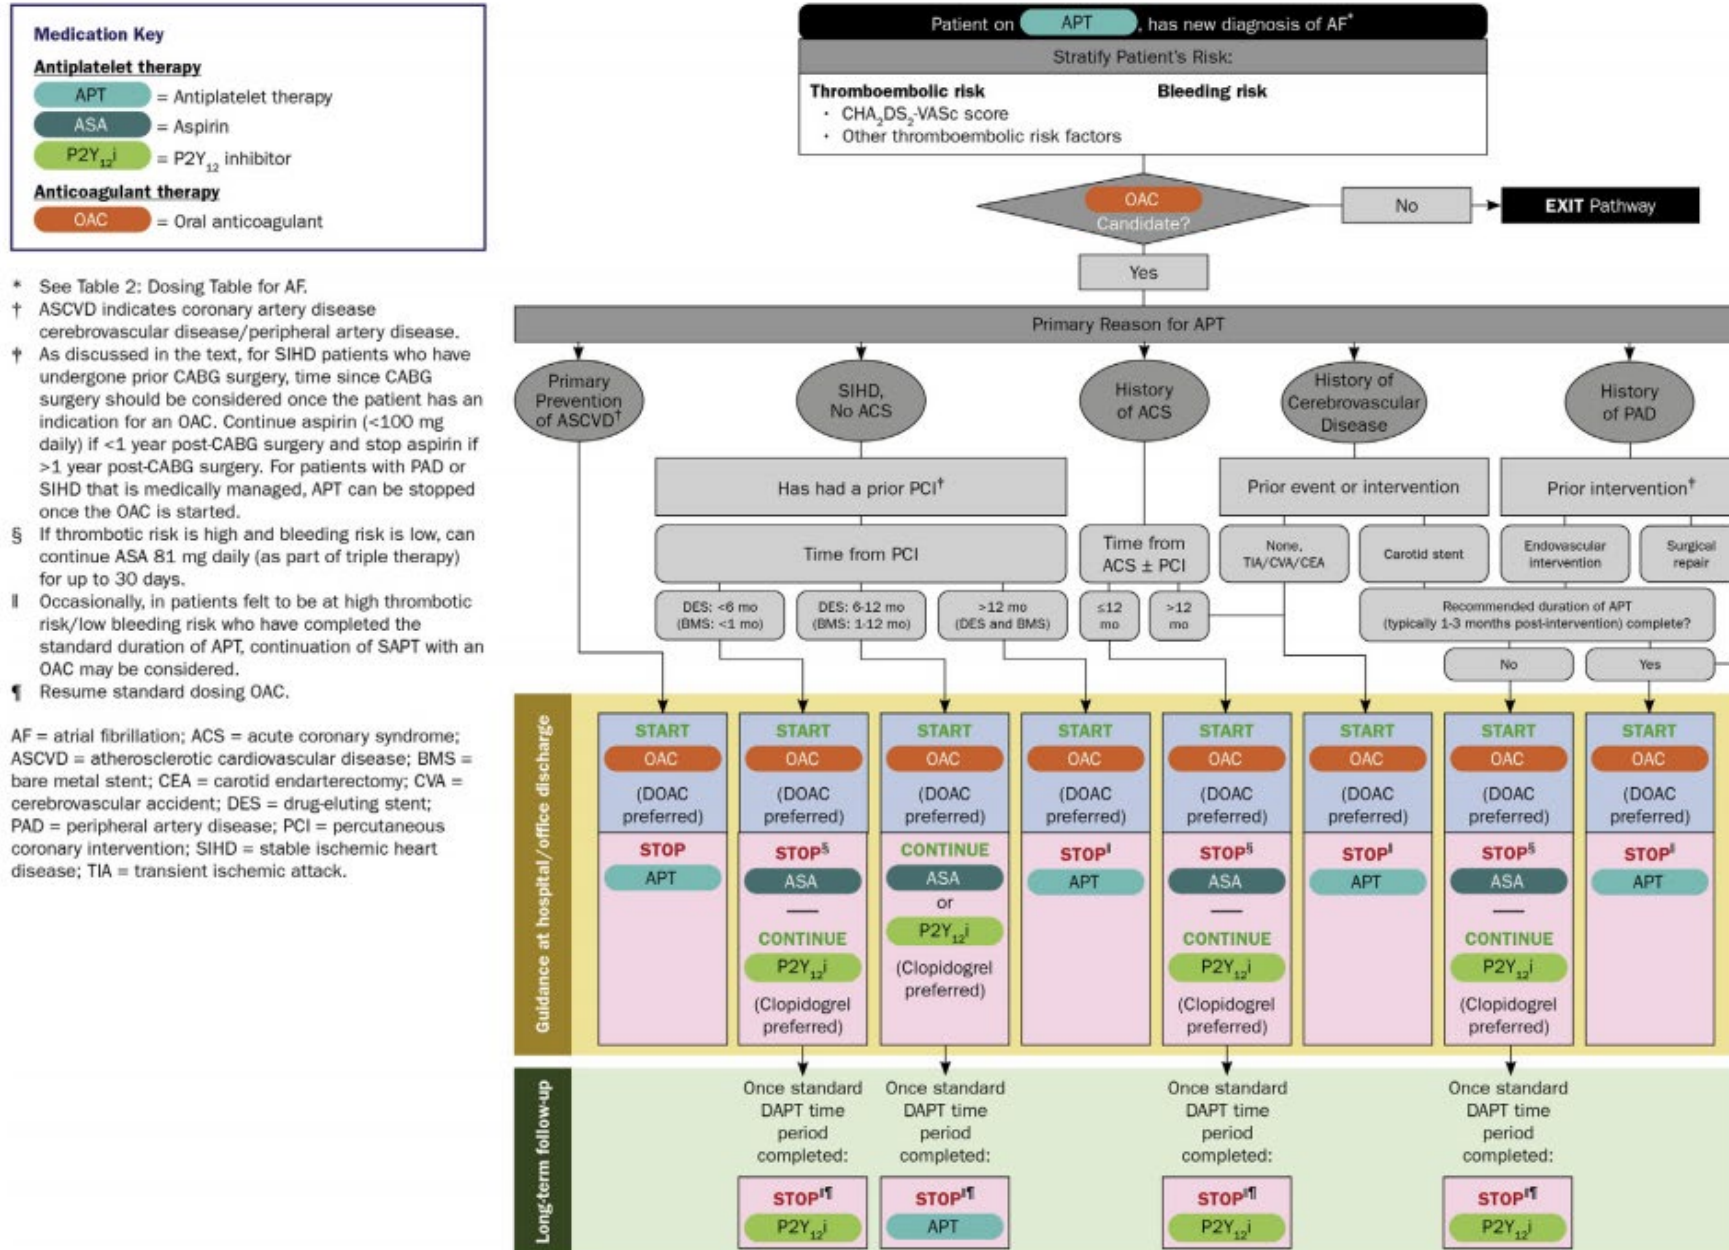 Medication Key
Antiplatelet therapy
APT = Antiplatelet therapy
ASA = Aspirin
P2Y₁₂i = P2Y₁₂ inhibitor
Anticoagulant therapy
OAC = Oral anticoagulant
* See Table 2: Dosing Table for AF.
† ASCVD indicates coronary artery disease
cerebrovascular disease/peripheral artery disease.
‡ As discussed in the text, for SIHD patients who have
undergone prior CABG surgery, time since CABG
surgery should be considered once the patient has an
indication for an OAC. Continue aspirin (<100 mg
daily) if <1 year post-CABG surgery and stop aspirin if
>1 year post-CABG surgery. For patients with PAD or
SIHD that is medically managed, APT can be stopped
once the OAC is started.
§ If thrombotic risk is high and bleeding risk is low, can
continue ASA 81 mg daily (as part of triple therapy)
for up to 30 days.
‖ Occasionally, in patients felt to be at high thrombotic
risk/low bleeding risk who have completed the
standard duration of APT, continuation of SAPT with an
OAC may be considered.
¶ Resume standard dosing OAC.
AF = atrial fibrillation; ACS = acute coronary syndrome;
ASCVD = atherosclerotic cardiovascular disease; BMS =
bare metal stent; CEA = carotid endarterectomy; CVA =
cerebrovascular accident; DES = drug-eluting stent;
PAD = peripheral artery disease; PCI = percutaneous
coronary intervention; SIHD = stable ischemic heart
disease; TIA = transient ischemic attack.
Patient on APT, has new diagnosis of AF*
Stratify Patient's Risk:
Thromboembolic risk
• CHA₂DS₂-VASc score
• Other thromboembolic risk factors
Bleeding risk
OAC
Candidate?
No
EXIT Pathway
Yes
Primary Reason for APT
Primary
Prevention
of ASCVD†
SIHD,
No ACS
History
of ACS
History of
Cerebrovascular
Disease
History
of PAD
Has had a prior PCI†
Prior event or intervention
Prior intervention†
Time from PCI
Time from
ACS ± PCI
None,
TIA/CVA/CEA
Carotid stent
Endovascular
intervention
Surgical
repair
DES: <6 mo
(BMS: <1 mo)
DES: 6-12 mo
(BMS: 1-12 mo)
>12 mo
(DES and BMS)
≤12
mo
>12
mo
Recommended duration of APT
(typically 1-3 months post-intervention) complete?
No
Yes
Guidance at hospital/office discharge
START
OAC
(DOAC
preferred)
STOP
APT
START
OAC
(DOAC
preferred)
STOP§
ASA
—
CONTINUE
P2Y₁₂i
(Clopidogrel
preferred)
START
OAC
(DOAC
preferred)
CONTINUE
ASA
or
P2Y₁₂i
(Clopidogrel
preferred)
START
OAC
(DOAC
preferred)
STOP‖
APT
START
OAC
(DOAC
preferred)
STOP§
ASA
—
CONTINUE
P2Y₁₂i
(Clopidogrel
preferred)
START
OAC
(DOAC
preferred)
STOP‖
APT
START
OAC
(DOAC
preferred)
STOP§
ASA
—
CONTINUE
P2Y₁₂i
(Clopidogrel
preferred)
START
OAC
(DOAC
preferred)
STOP‖
APT
Long-term follow-up
Once standard
DAPT time
period
completed:
STOP‖¶
P2Y₁₂i
Once standard
DAPT time
period
completed:
STOP‖¶
APT
Once standard
DAPT time
period
completed:
STOP‖¶
P2Y₁₂i
Once standard
DAPT time
period
completed:
STOP‖¶
P2Y₁₂i